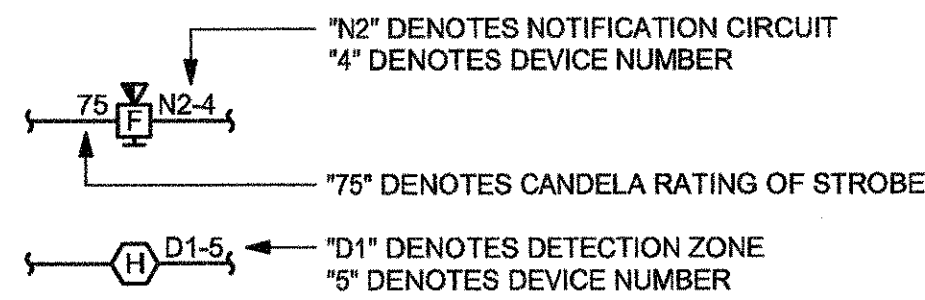 "N2" DENOTES NOTIFICATION CIRCUIT
"4" DENOTES DEVICE NUMBER
75 F N2-4
"75" DENOTES CANDELA RATING OF STROBE
H D1-5
"D1" DENOTES DETECTION ZONE
"5" DENOTES DEVICE NUMBER